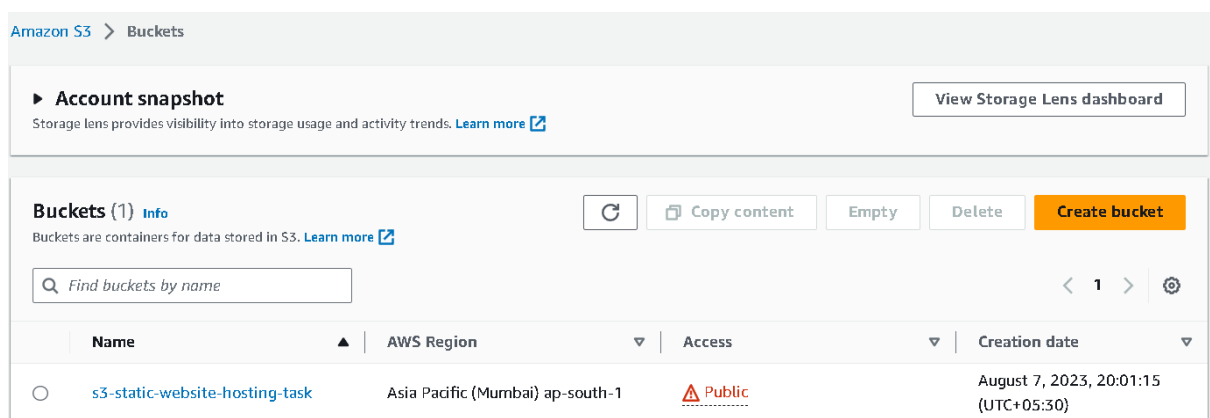 Amazon S3 > Buckets
Account snapshot
View Storage Lens dashboard
Storage lens provides visibility into storage usage and activity trends. Learn more
Buckets (1) Info
Copy content
Empty
Delete
Create bucket
Buckets are containers for data stored in S3. Learn more
Find buckets by name
< 1 >
Name
AWS Region
Access
Creation date
s3-static-website-hosting-task
Asia Pacific (Mumbai) ap-south-1
Public
August 7, 2023, 20:01:15
(UTC+05:30)